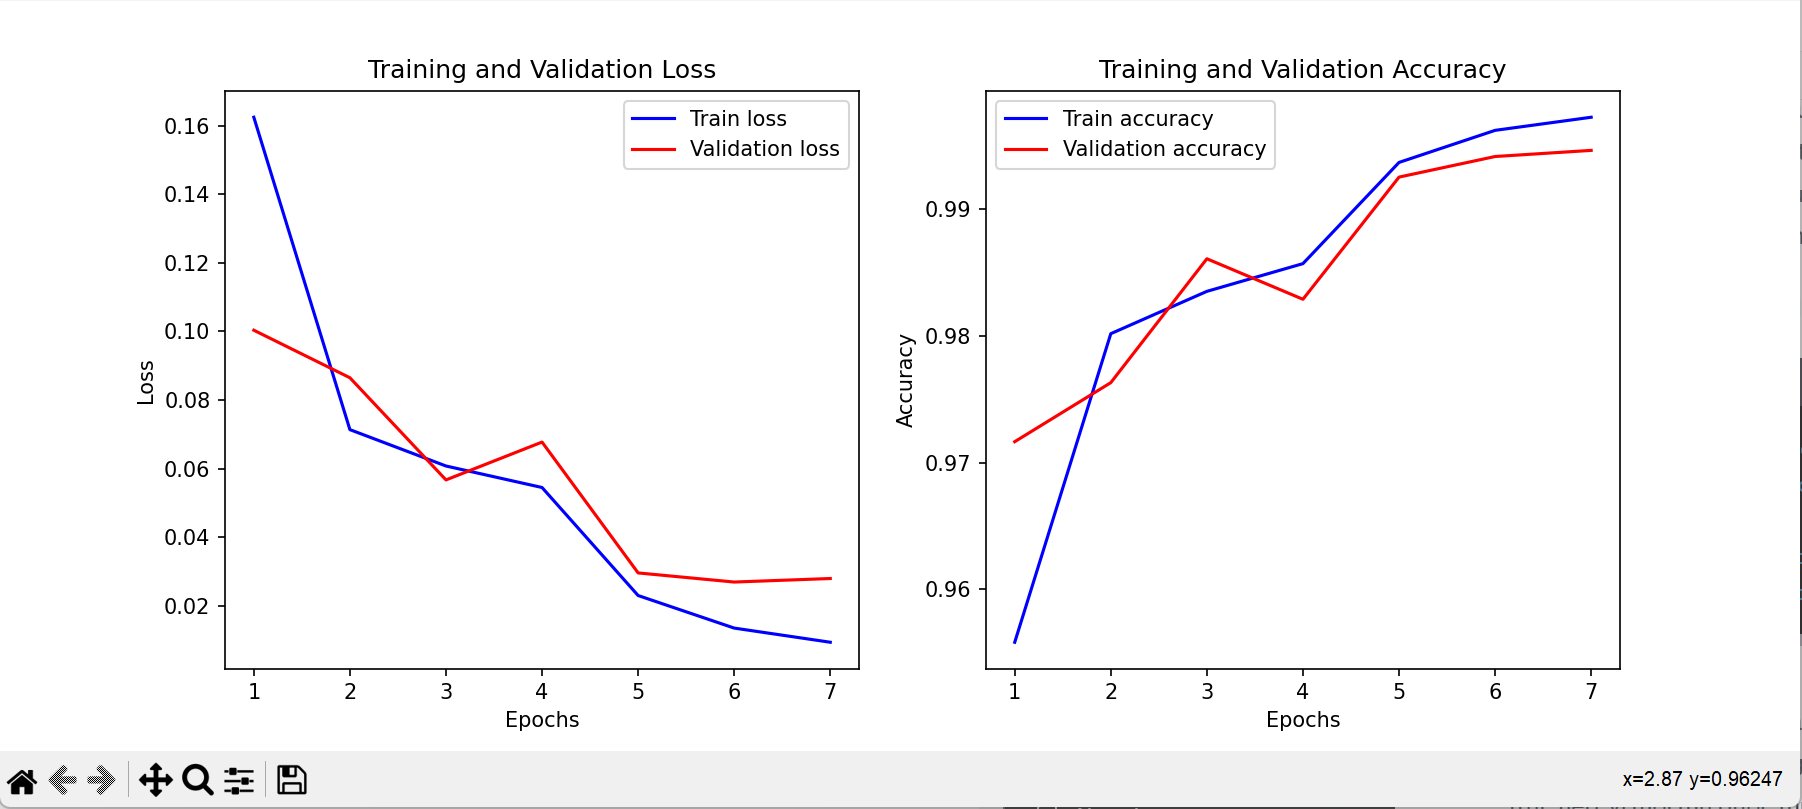 Training and Validation Loss
Train loss
Validation loss
0.16
0.14
0.12
0.10
0.08
0.06
0.04
0.02
Loss
1 2 3 4 5 6 7
Epochs
Training and Validation Accuracy
Train accuracy
Validation accuracy
0.99
0.98
0.97
0.96
Accuracy
1 2 3 4 5 6 7
Epochs
x=2.87 y=0.96247